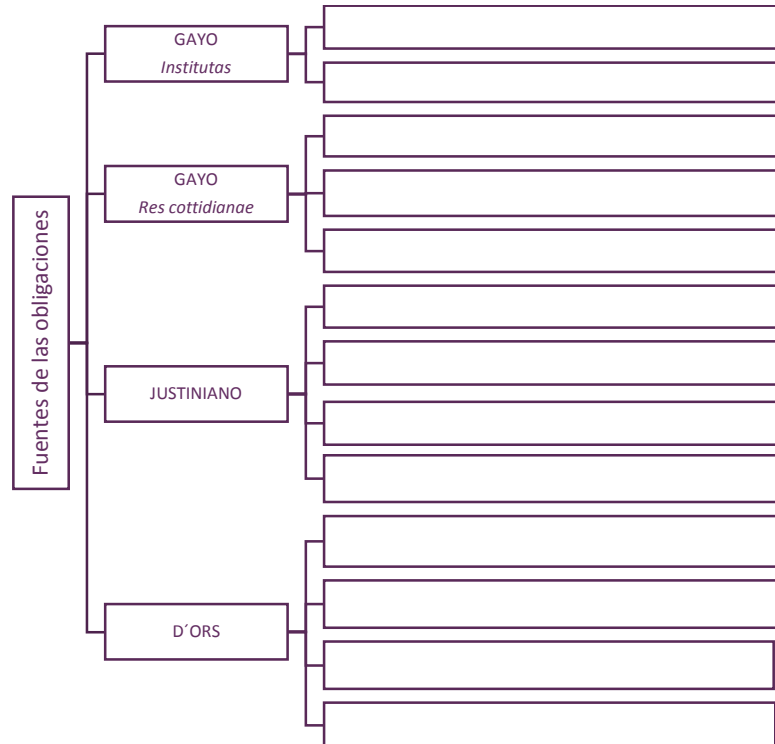 Fuentes de las obligaciones
GAYO
Institutas
GAYO
Res cottidianae
JUSTINIANO
D´ORS